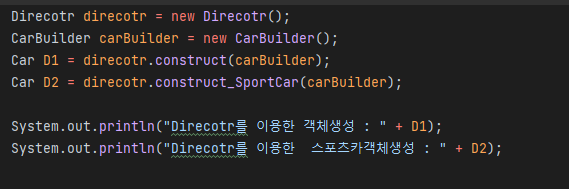 Direcotr direcotr = new Direcotr();
CarBuilder carBuilder = new CarBuilder();
Car D1 = direcotr.construct(carBuilder);
Car D2 = direcotr.construct_SportCar(carBuilder);
System.out.println("Direcotr를 이용한 객체생성 : " + D1);
System.out.println("Direcotr를 이용한  스포츠카객체생성 : " + D2);